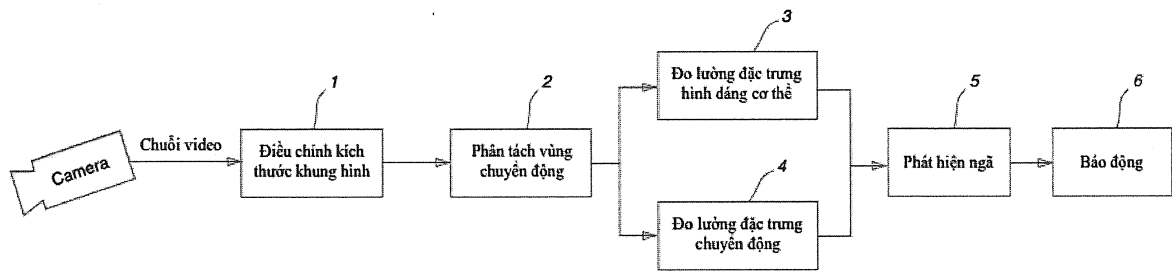 3
Đo lường đặc trưng
hình dáng cơ thể
1
2
5
6
Camera
Chuỗi video
Điều chỉnh kích
thước khung hình
Phân tách vùng
chuyển động
Phát hiện ngã
Báo động
4
Đo lường đặc trưng
chuyển động